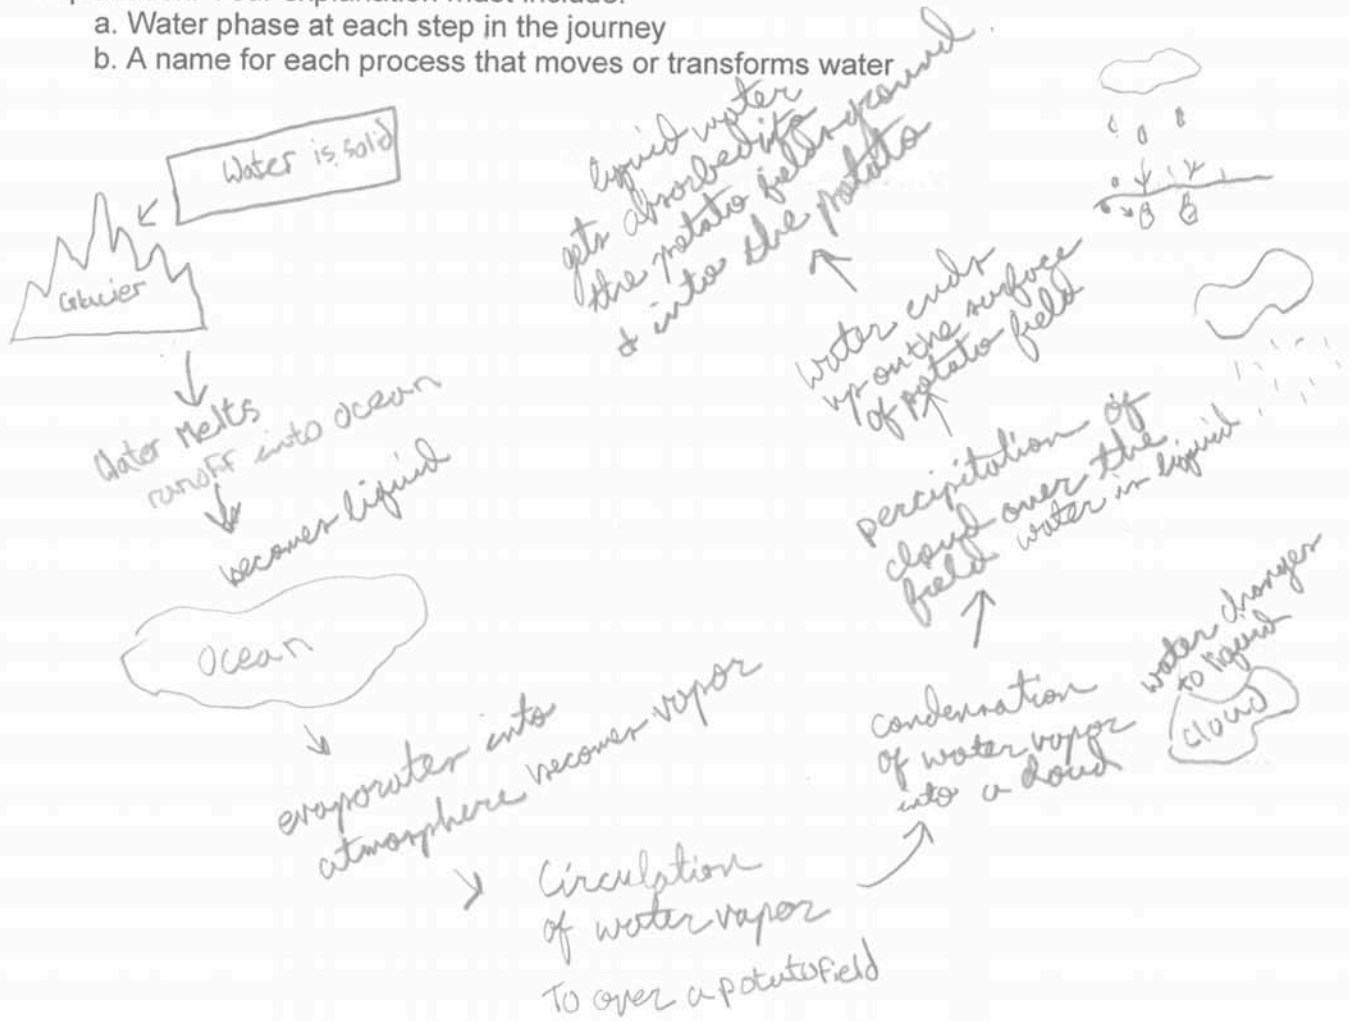 a. Water phase at each step in the journey
b. A name for each process that moves or transforms water
Water is solid
Glacier
Water Melts
runoff into ocean
becomes liquid
Ocean
evaporates into
atmosphere becomes vapor
Circulation
of water vapor
To over a potato field
condensation
of water vapor
into a cloud
water changes
to liquid
cloud
percipitation of
cloud over the
field water is liquid
water ends
up on the surface
of potato field
liquid water
gets absorbed into
the potato fields ground
& into the potato